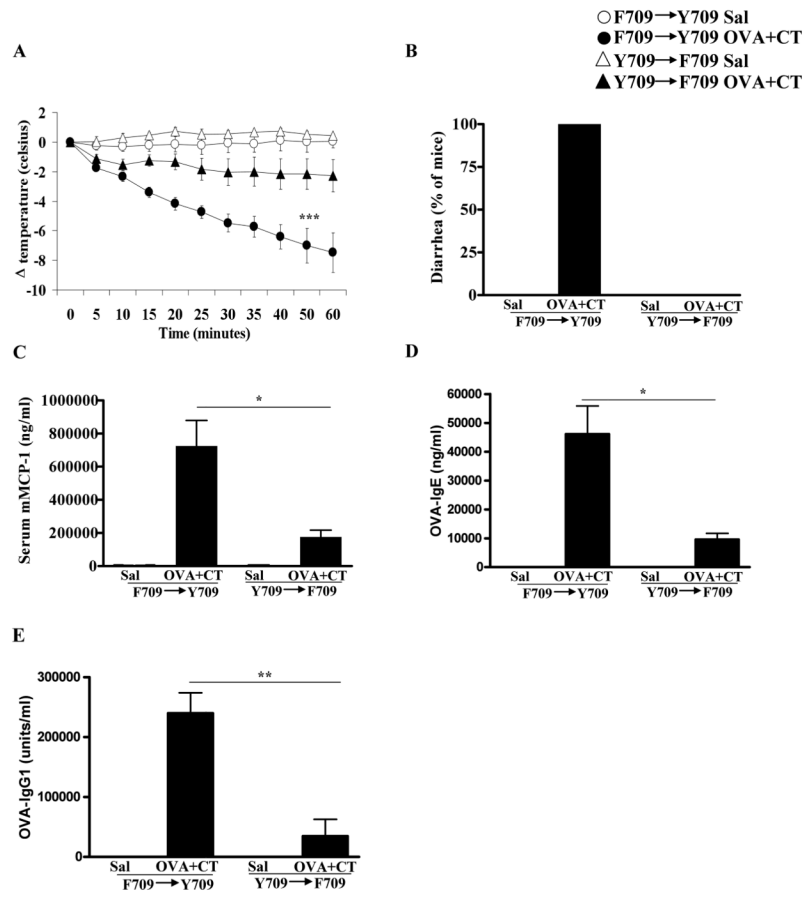 F709→Y709 Sal
F709→Y709 OVA+CT
Y709→F709 Sal
Y709→F709 OVA+CT
A
Δ temperature (celsius)
2
0
-2
-4
-6
-8
-10
***
0 5 10 15 20 25 30 35 40 50 60
Time (minutes)
B
Diarrhea (% of mice)
100
75
50
25
0
Sal OVA+CT Sal OVA+CT
F709→Y709 Y709→F709
C
Serum mMCP-1 (ng/ml)
1000000
800000
600000
400000
200000
0
*
Sal OVA+CT Sal OVA+CT
F709→Y709 Y709→F709
D
OVA-IgE (ng/ml)
60000
50000
40000
30000
20000
10000
0
*
Sal OVA+CT Sal OVA+CT
F709→Y709 Y709→F709
E
OVA-IgG1 (units/ml)
300000
200000
100000
0
**
Sal OVA+CT Sal OVA+CT
F709→Y709 Y709→F709